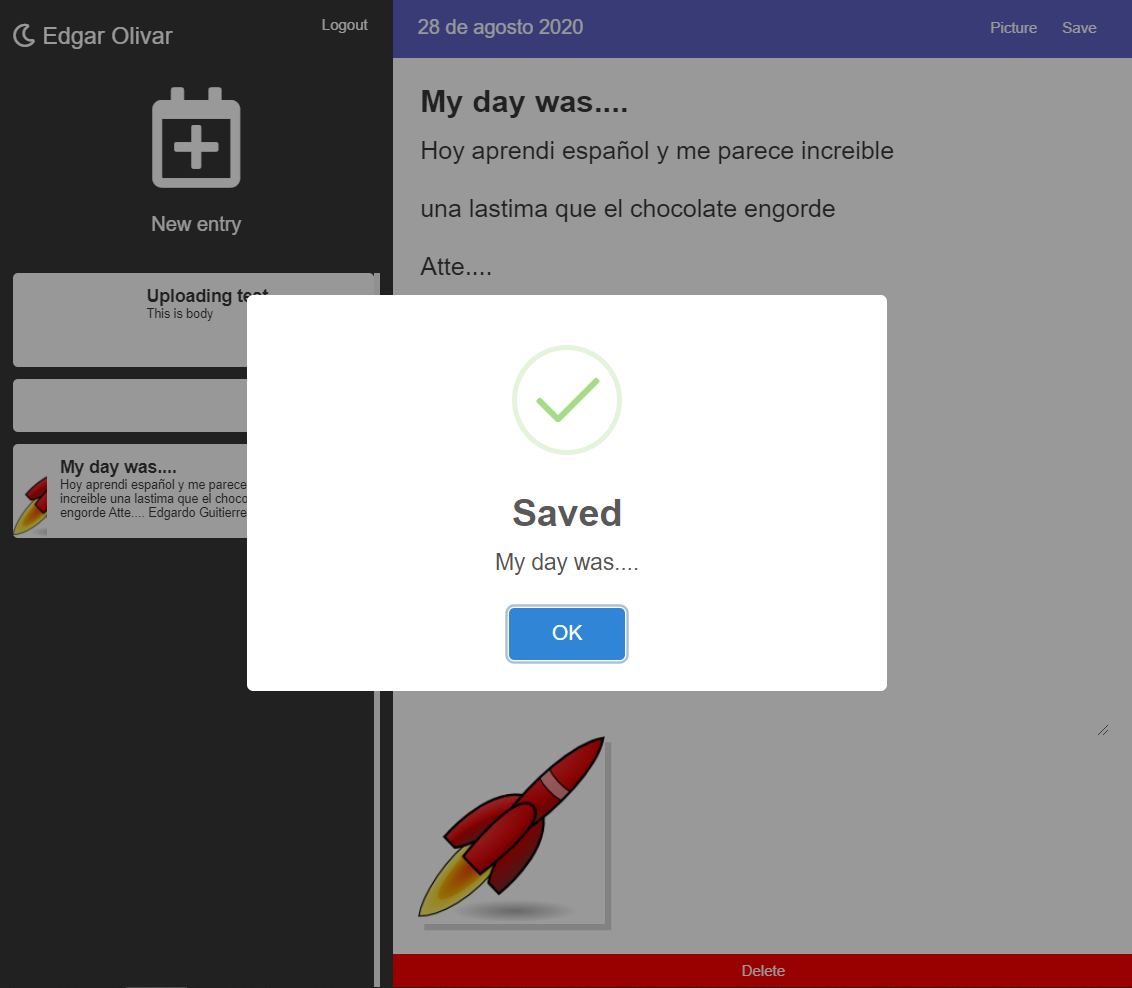 Edgar Olivar
Logout
New entry
Uploading test
This is body
My day was....
Hoy aprendi español y me parece
increible una lastima que el choco
engorde Atte.... Edgardo Guitierre
28 de agosto 2020
Picture
Save
My day was....
Hoy aprendi español y me parece increible
una lastima que el chocolate engorde
Atte....
Saved
My day was....
OK
Delete